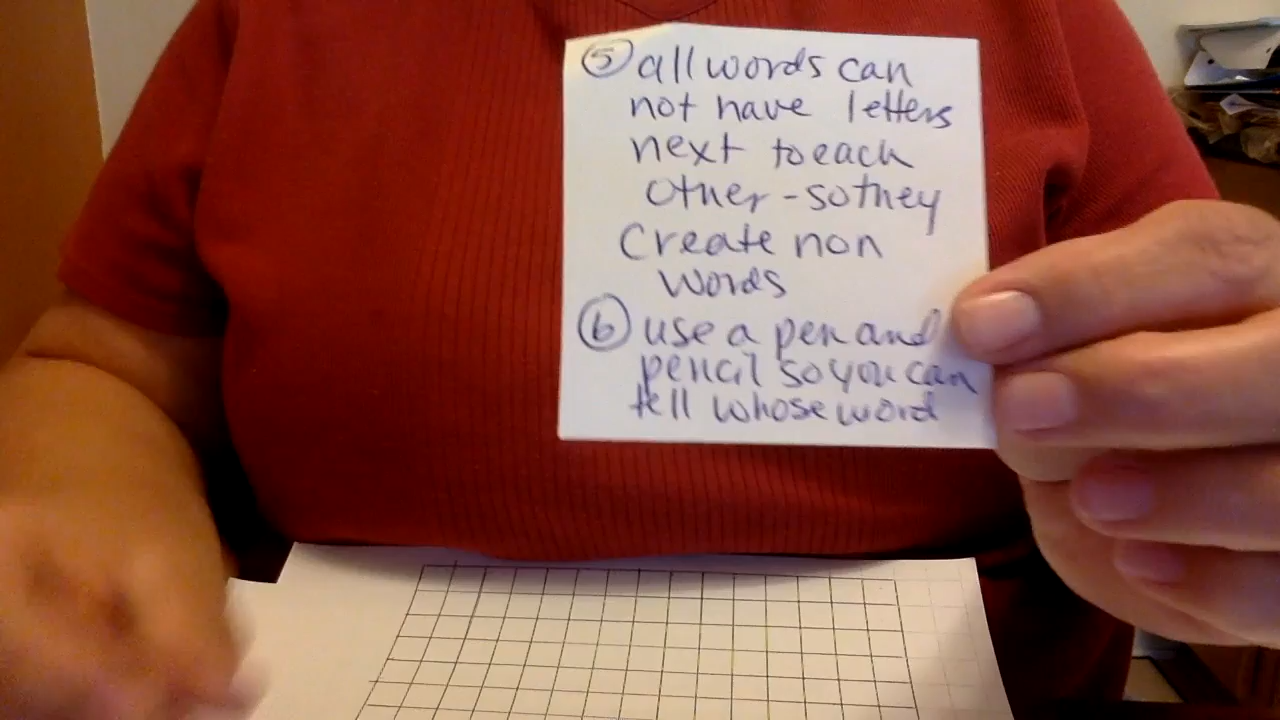 ⑤ all words can
not have letters
next to each
other - so they
Create non
words
⑥ use a pen and
pencil so you can
tell whose word